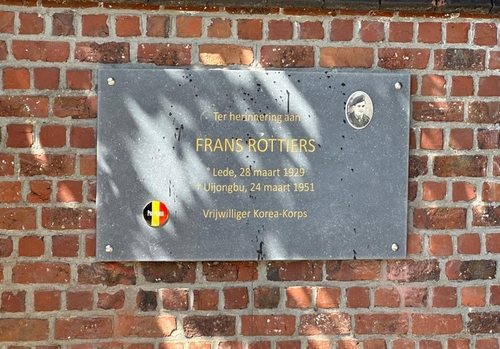 Ter herinnering aan
FRANS ROTTIERS
° Lede, 28 maart 1929
† Uijongbu, 24 maart 1951
Vrijwilliger Korea-Korps